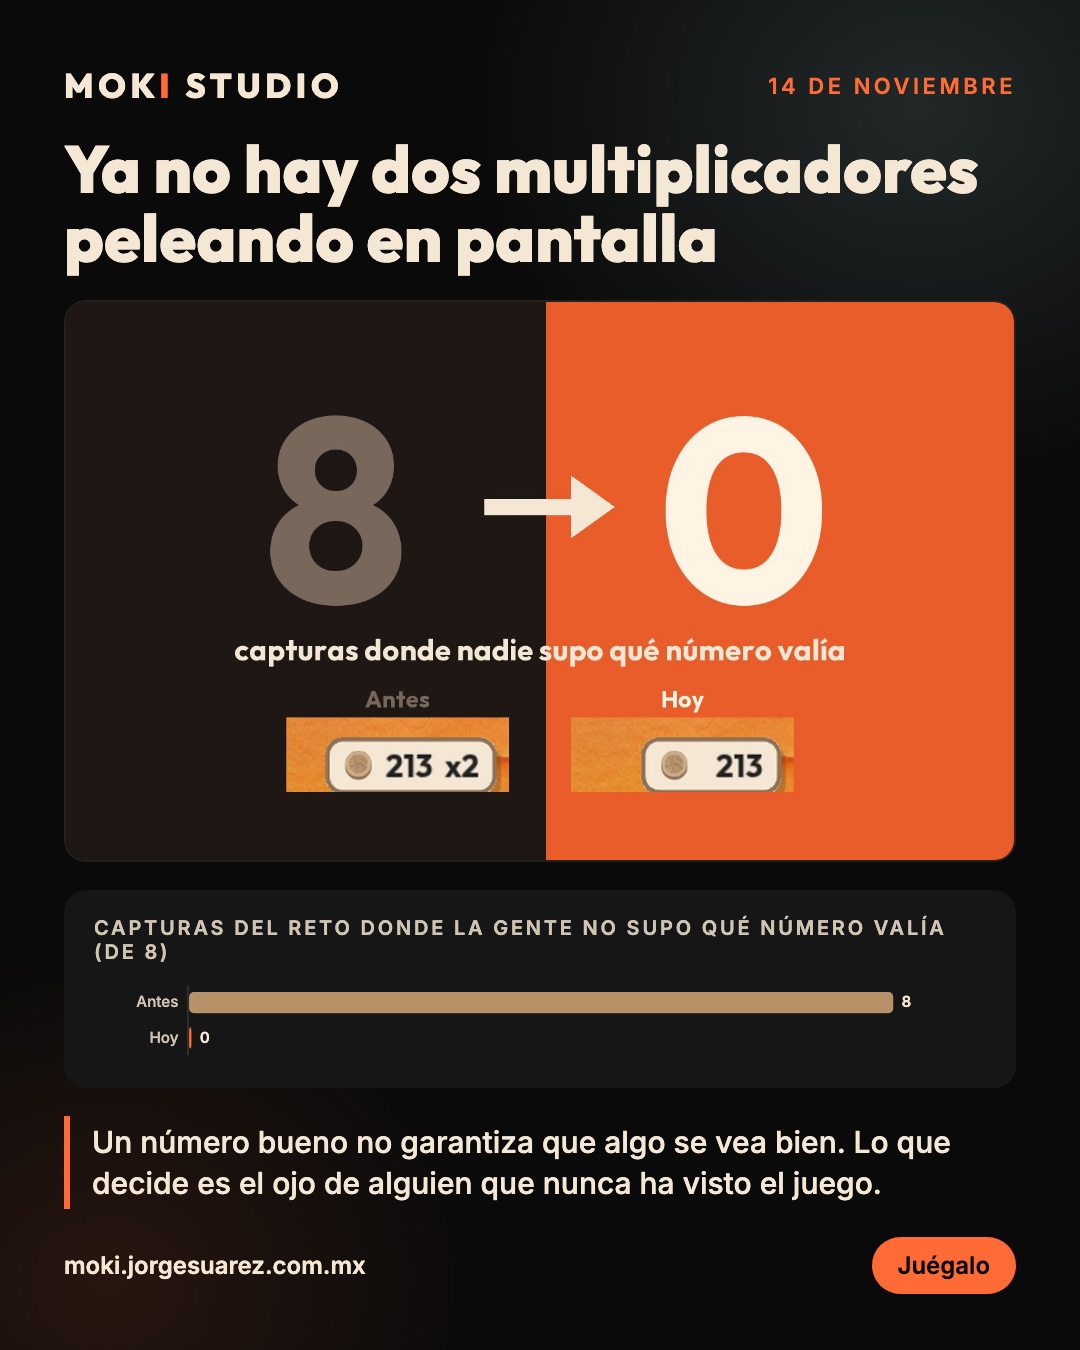 MOKI STUDIO
14 DE NOVIEMBRE
Ya no hay dos multiplicadores
peleando en pantalla
8
0
capturas donde nadie supo qué número valía
Antes
Hoy
213 x2
213
CAPTURAS DEL RETO DONDE LA GENTE NO SUPO QUÉ NÚMERO VALÍA
(DE 8)
Antes
8
Hoy
0
Un número bueno no garantiza que algo se vea bien. Lo que
decide es el ojo de alguien que nunca ha visto el juego.
moki.jorgesuarez.com.mx
Juégalo